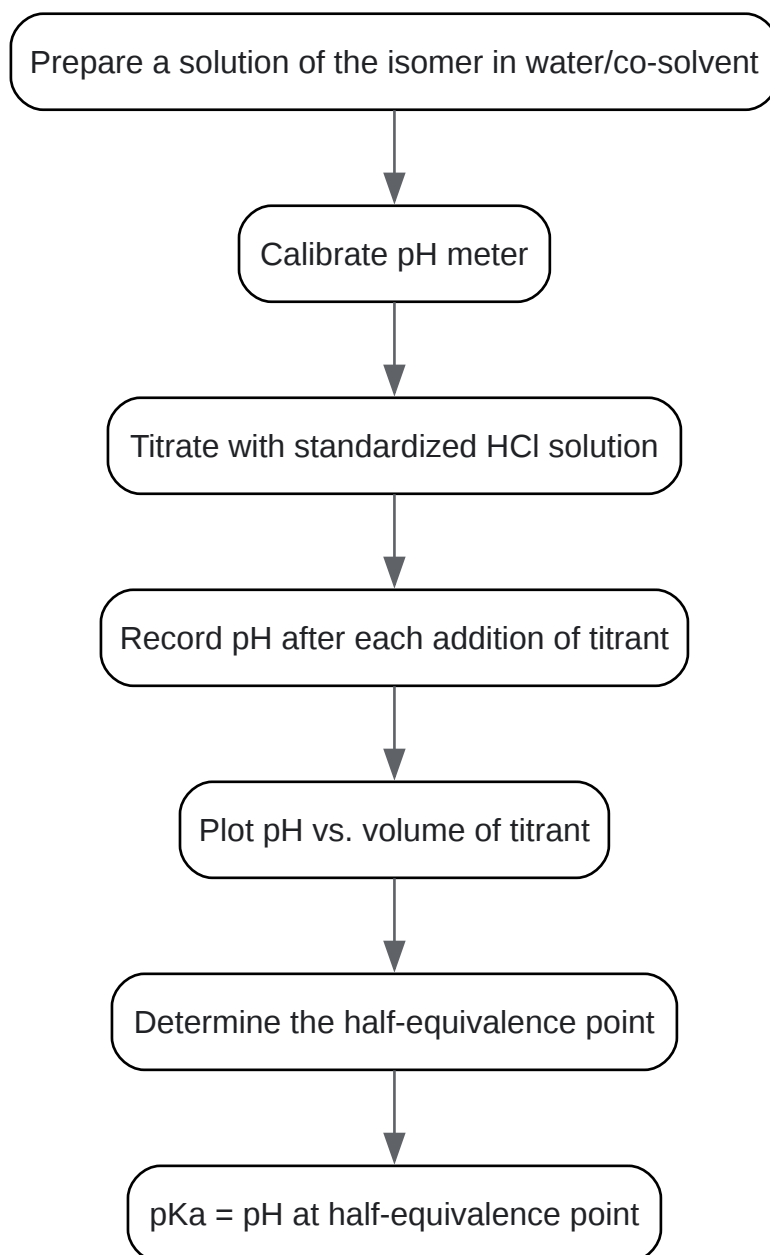 Prepare a solution of the isomer in water/co-solvent
Calibrate pH meter
Titrate with standardized HCl solution
Record pH after each addition of titrant
Plot pH vs. volume of titrant
Determine the half-equivalence point
pKa = pH at half-equivalence point